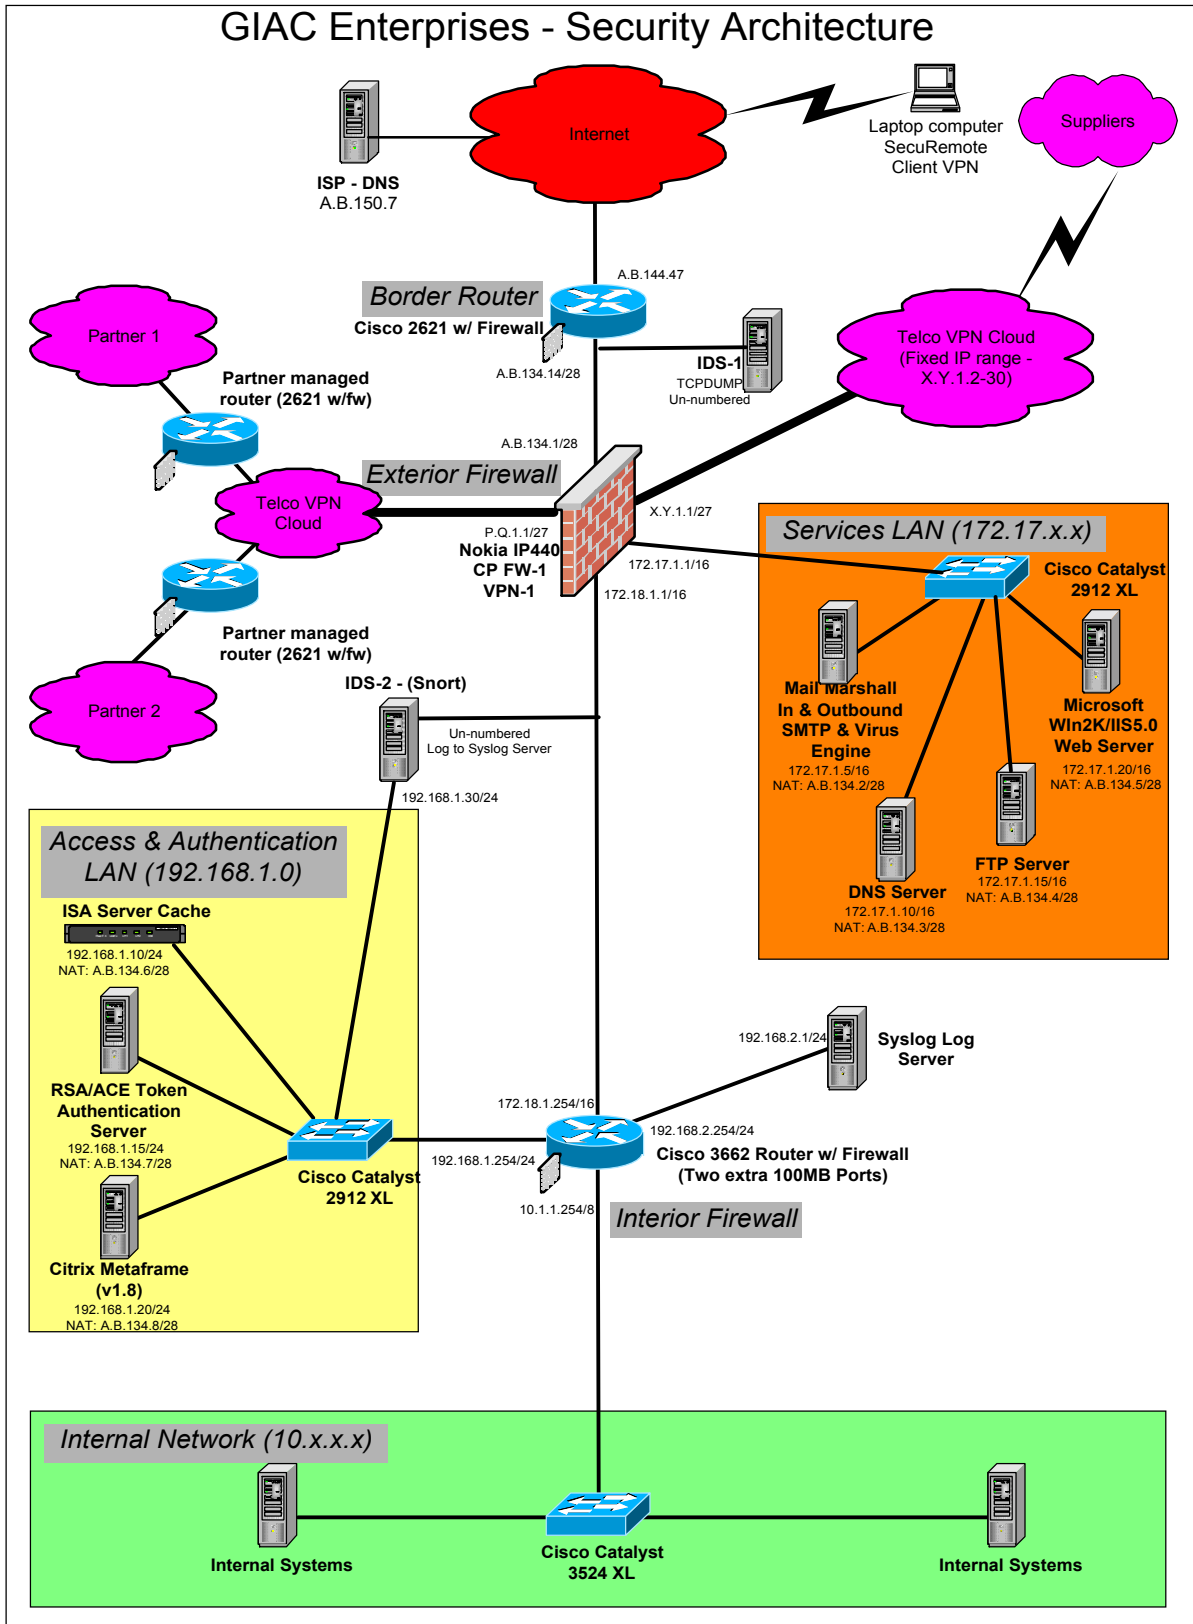 GIAC Enterprises - Security Architecture
Internet
ISP - DNS
A.B.150.7
Laptop computer
SecuRemote
Client VPN
Suppliers
A.B.144.47
Border Router
Cisco 2621 w/ Firewall
A.B.134.14/28
IDS-1
TCPDUMP
Un-numbered
Telco VPN Cloud
(Fixed IP range -
X.Y.1.2-30)
Partner 1
Partner managed
router (2621 w/fw)
A.B.134.1/28
Exterior Firewall
Telco VPN
Cloud
P.Q.1.1/27
Nokia IP440
CP FW-1
VPN-1
X.Y.1.1/27
172.17.1.1/16
172.18.1.1/16
Partner managed
router (2621 w/fw)
Partner 2
Services LAN (172.17.x.x)
Cisco Catalyst
2912 XL
Mail Marshall
In & Outbound
SMTP & Virus
Engine
172.17.1.5/16
NAT: A.B.134.2/28
Microsoft
WIn2K/IIS5.0
Web Server
172.17.1.20/16
NAT: A.B.134.5/28
DNS Server
172.17.1.10/16
NAT: A.B.134.3/28
FTP Server
172.17.1.15/16
NAT: A.B.134.4/28
IDS-2 - (Snort)
Un-numbered
Log to Syslog Server
192.168.1.30/24
Access & Authentication
LAN (192.168.1.0)
ISA Server Cache
192.168.1.10/24
NAT: A.B.134.6/28
RSA/ACE Token
Authentication
Server
192.168.1.15/24
NAT: A.B.134.7/28
Citrix Metaframe
(v1.8)
192.168.1.20/24
NAT: A.B.134.8/28
Cisco Catalyst
2912 XL
192.168.2.1/24
Syslog Log
Server
172.18.1.254/16
192.168.2.254/24
192.168.1.254/24
10.1.1.254/8
Cisco 3662 Router w/ Firewall
(Two extra 100MB Ports)
Interior Firewall
Internal Network (10.x.x.x)
Internal Systems
Cisco Catalyst
3524 XL
Internal Systems